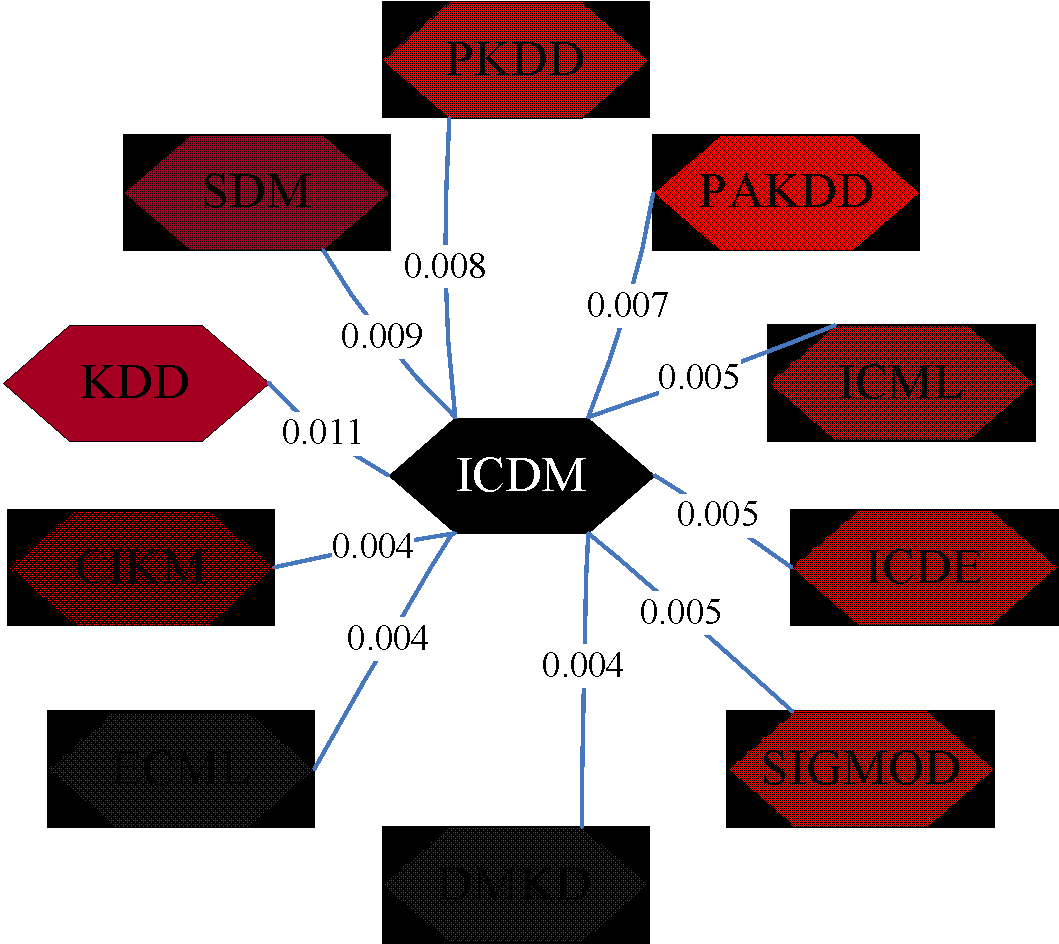 PKDD
SDM
PAKDD
0.008
0.007
0.009
KDD
ICML
0.005
0.011
ICDM
0.005
CIKM
0.004
ICDE
0.005
0.004
0.004
ECML
SIGMOD
DMKD